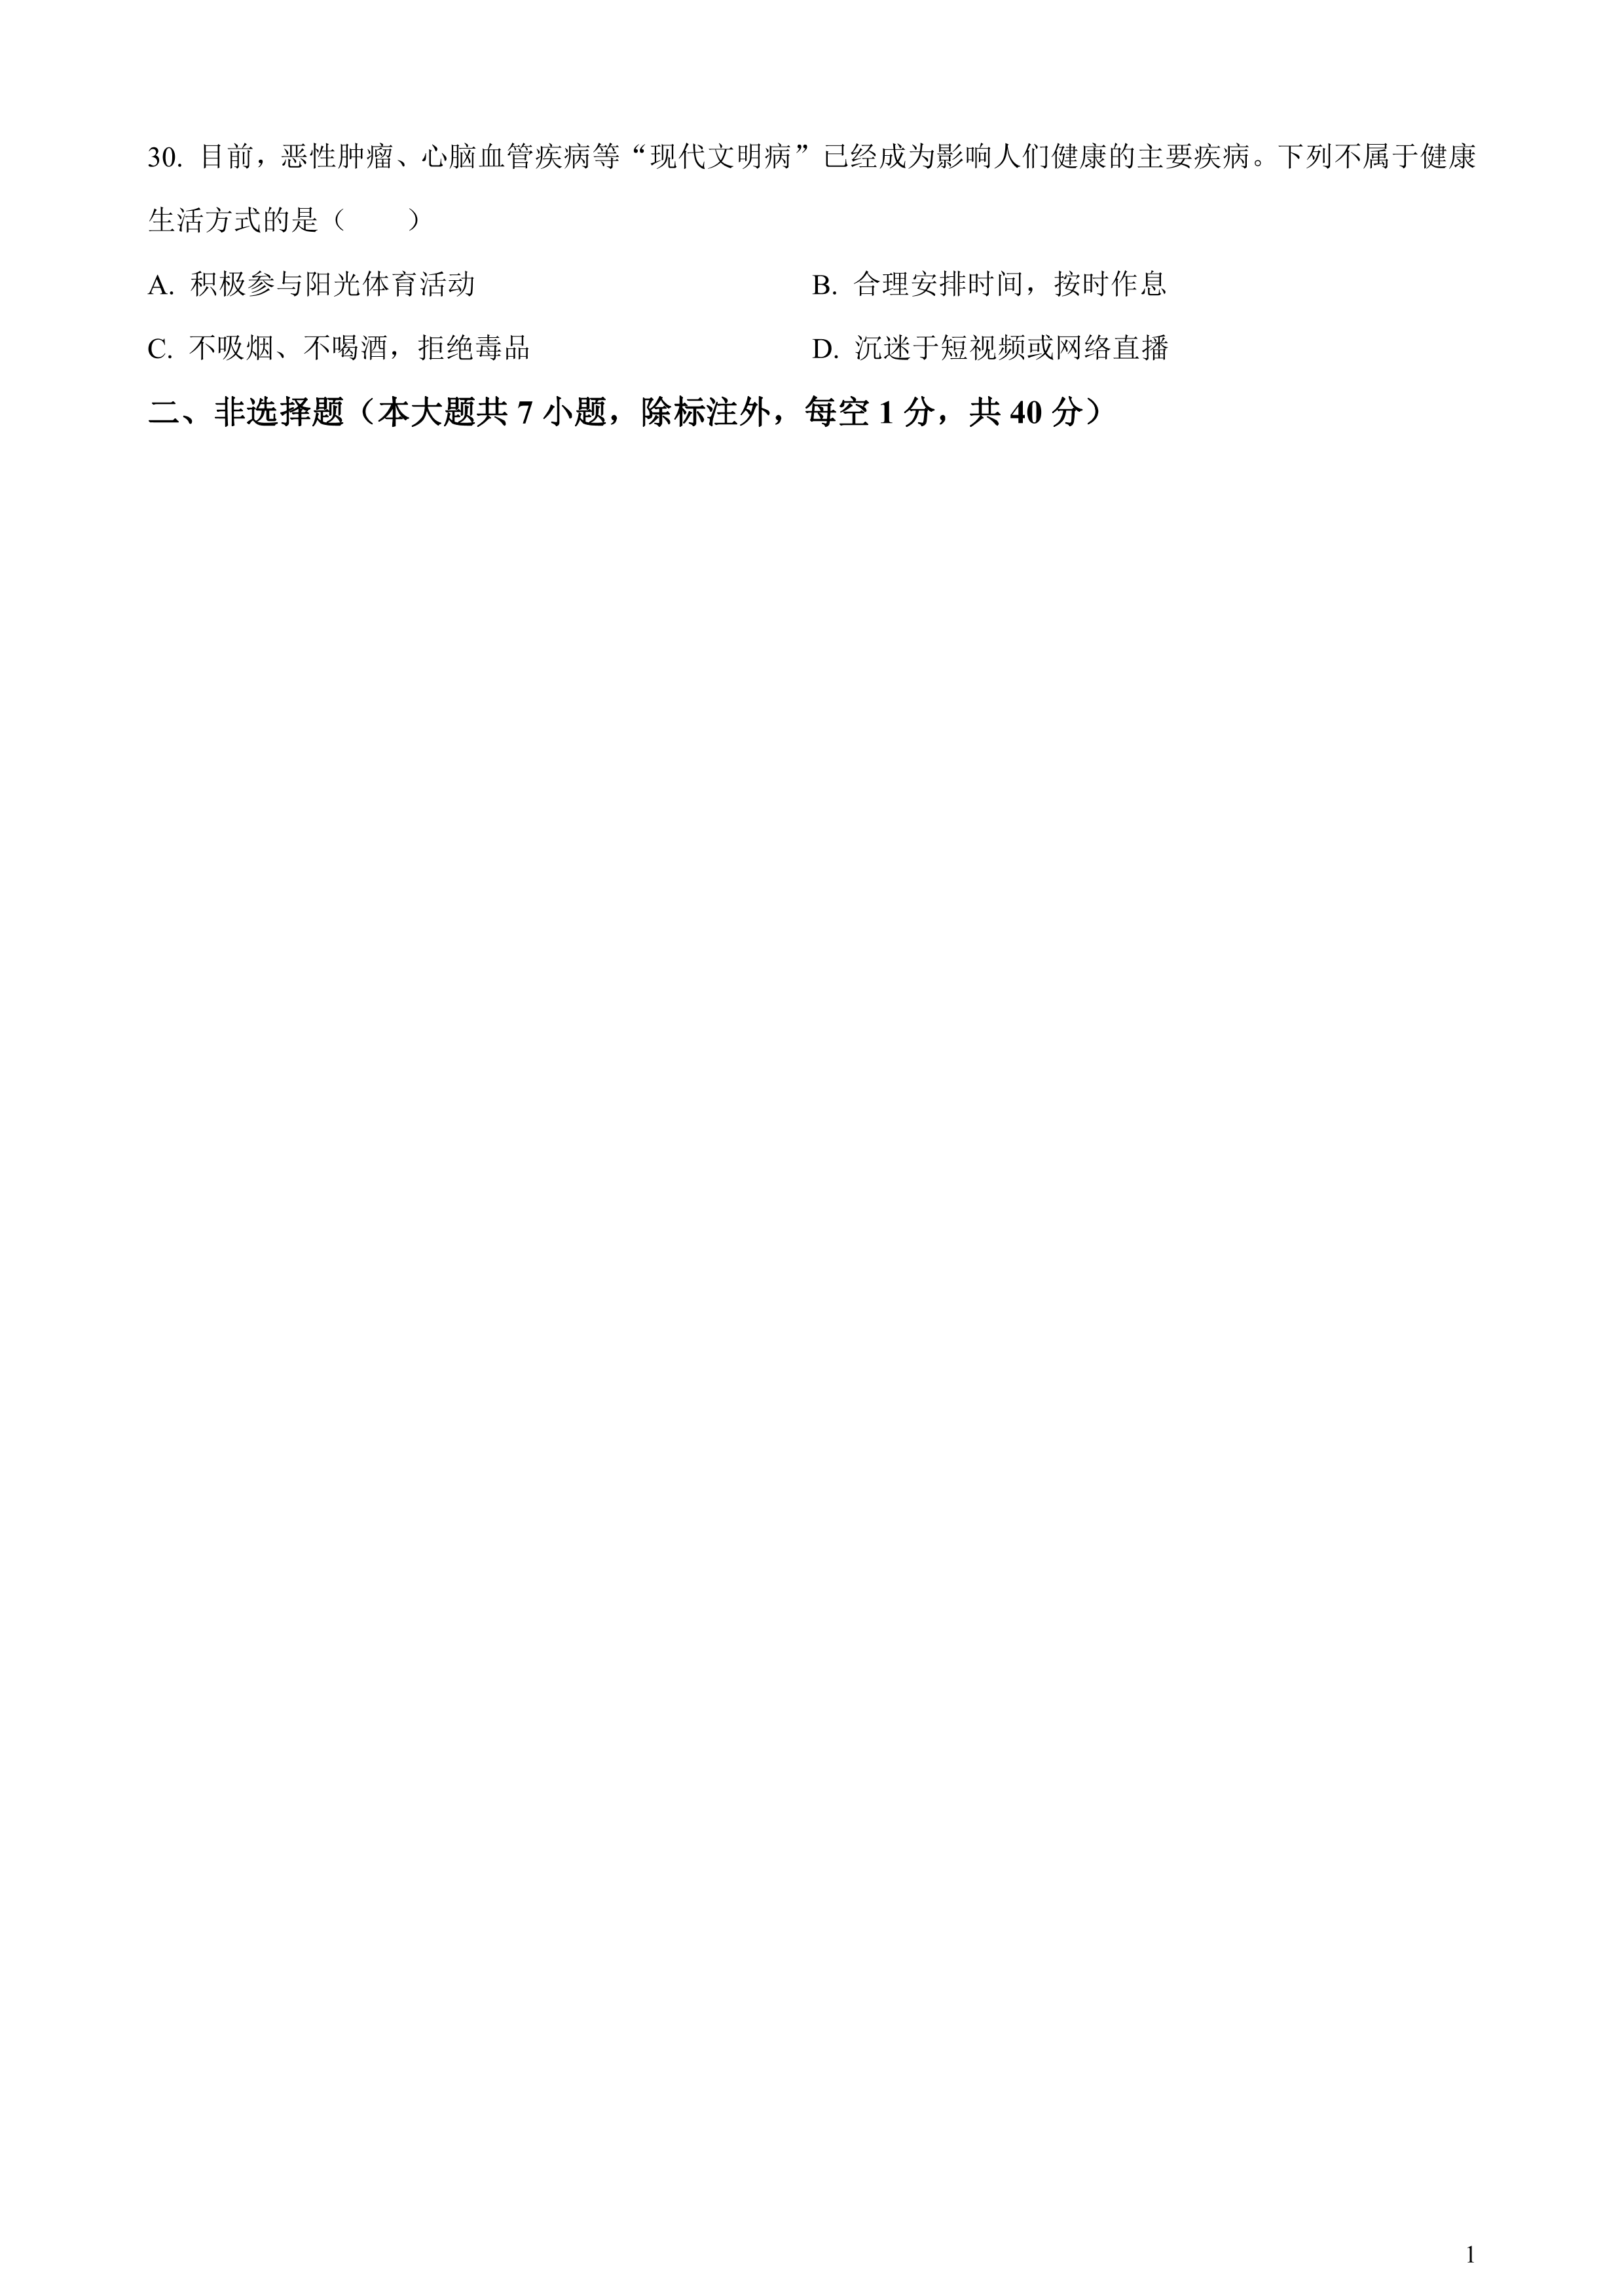 30. 目前，恶性肿瘤、心脑血管疾病等“现代文明病”已经成为影响人们健康的主要疾病。下列不属于健康
生活方式的是（　　）
A. 积极参与阳光体育活动 B. 合理安排时间，按时作息
C. 不吸烟、不喝酒，拒绝毒品 D. 沉迷于短视频或网络直播
二、非选择题（本大题共 7 小题，除标注外，每空 1 分，共 40 分）
1